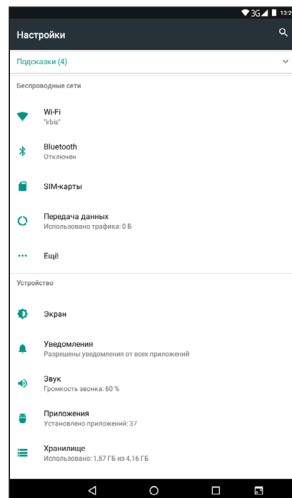 3G 13:2
Настройки
Подсказки (4)
Беспроводные сети
Wi-Fi
"irbis"
Bluetooth
Отключен
SIM-карты
Передача данных
Использовано трафика: 0 Б
Ещё
Устройство
Экран
Уведомления
Разрешены уведомления от всех приложений
Звук
Громкость звонка: 60 %
Приложения
Установлено приложений: 37
Хранилище
Использовано: 1,57 ГБ из 4,16 ГБ